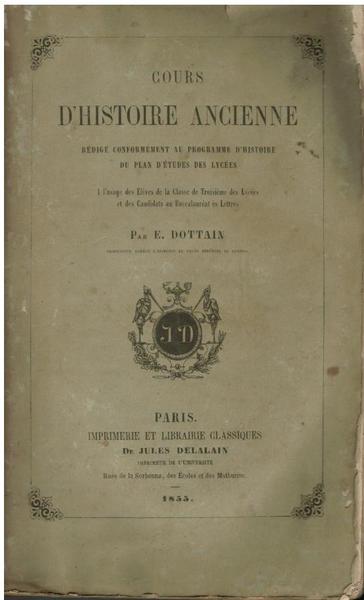 COURS
D'HISTOIRE ANCIENNE
RÉDIGÉ CONFORMÉMENT AU PROGRAMME D'HISTOIRE
DU PLAN D'ÉTUDES DES LYCÉES
A l'usage des Élèves de la Classe de Troisième des Lycées
et des Candidats au Baccalauréat ès Lettres
PAR E. DOTTAIN
JD
PARIS.
IMPRIMERIE ET LIBRAIRIE CLASSIQUES
DE JULES DELALAIN
IMPRIMEUR DE L'UNIVERSITÉ
Rues de la Sorbonne, des Écoles et des Mathurins.
1855.